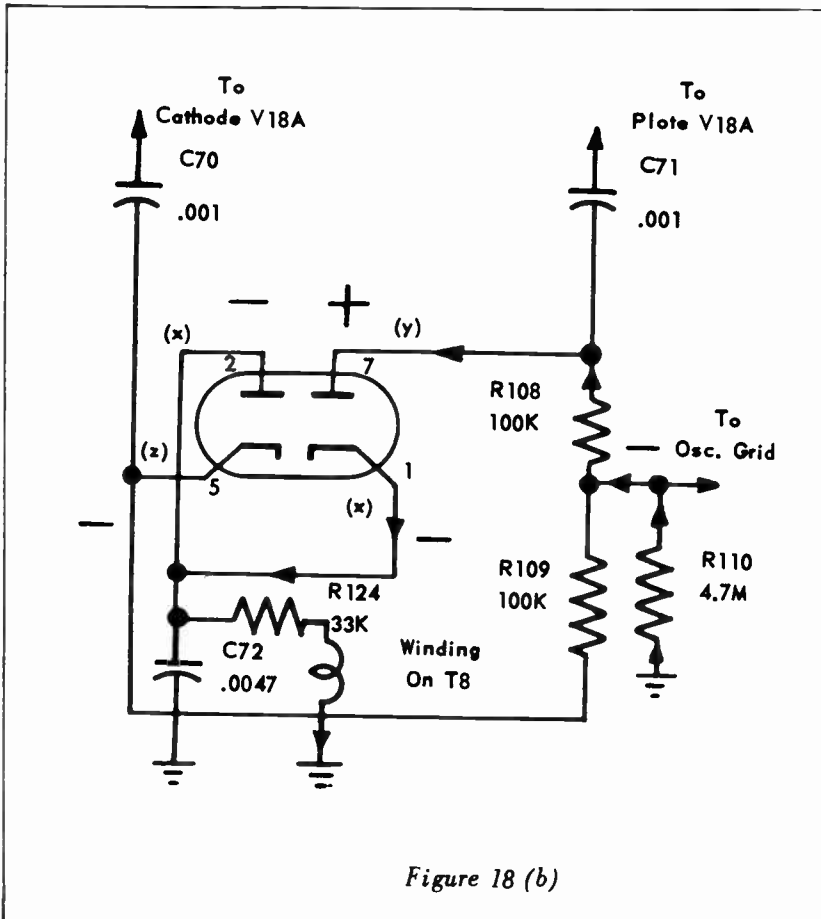 To
Cathode V18A
C70
.001
To
Plote V18A
C71
.001
(x)
(y)
2
7
R108
100K
To
Osc. Grid
(z)
5
1
(x)
R124
33K
R109
100K
R110
4.7M
C72
.0047
Winding
On T8
Figure 18 (b)